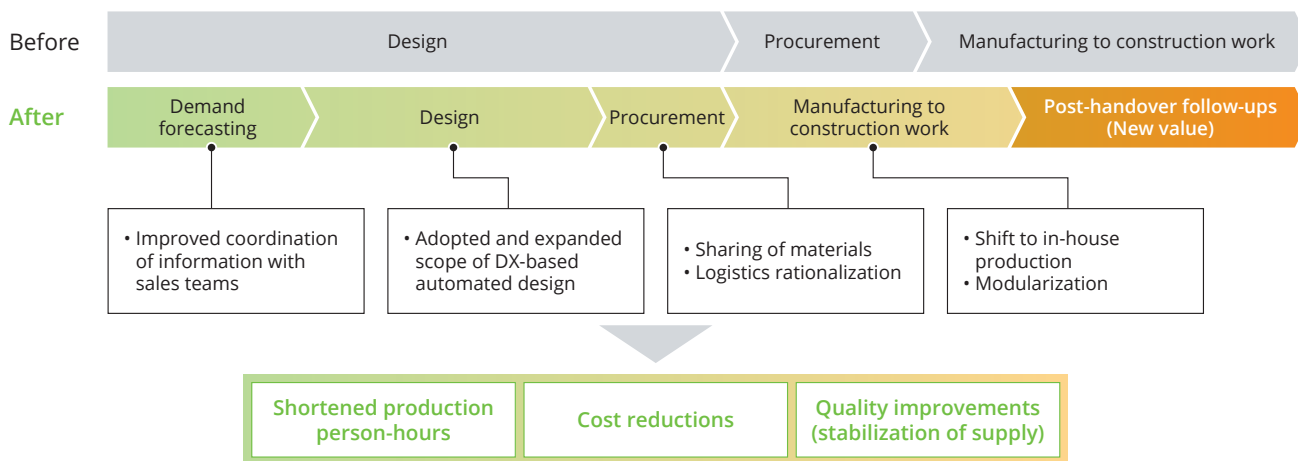 Before
Design
Procurement
Manufacturing to construction work
After
Demand
forecasting
Design
Procurement
Manufacturing to
construction work
Post-handover follow-ups
(New value)
• Improved coordination
of information with
sales teams
• Adopted and expanded
scope of DX-based
automated design
• Sharing of materials
• Logistics rationalization
• Shift to in-house
production
• Modularization
Shortened production
person-hours
Cost reductions
Quality improvements
(stabilization of supply)